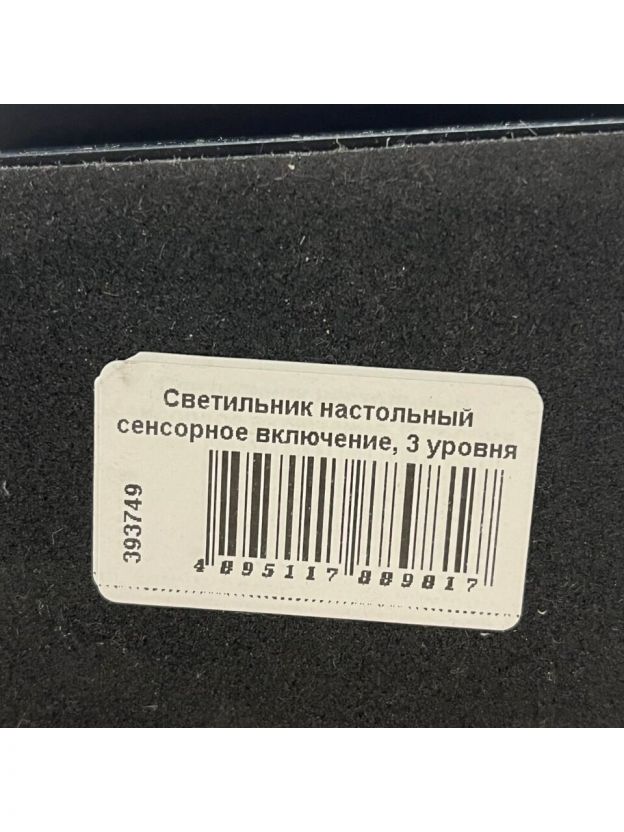 Светильник настольный
сенсорное включение, 3 уровня
393749
4 895117 889817